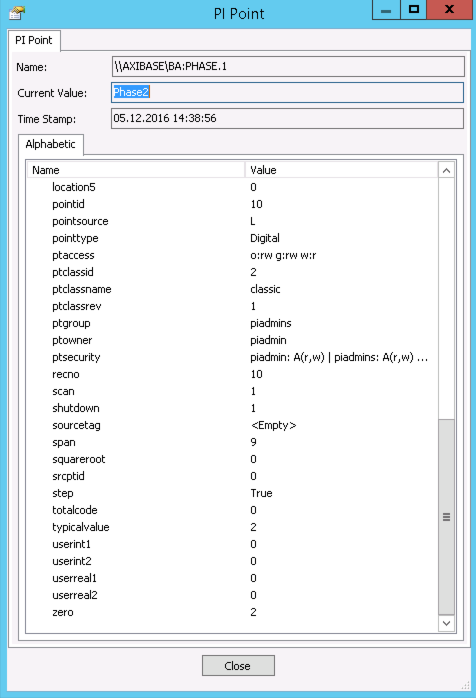 PI Point
PI Point
Name: \\AXIBASE\BA:PHASE.1
Current Value: Phase2
Time Stamp: 05.12.2016 14:38:56
Alphabetic
Name Value
location5 0
pointid 10
pointsource L
pointtype Digital
ptaccess o:rw g:rw w:r
ptclassid 2
ptclassname classic
ptclassrev 1
ptgroup piadmins
ptowner piadmin
ptsecurity piadmin: A(r,w) | piadmins: A(r,w) ...
recno 10
scan 1
shutdown 1
sourcetag <Empty>
span 9
squareroot 0
srcptid 0
step True
totalcode 0
typicalvalue 2
userint1 0
userint2 0
userreal1 0
userreal2 0
zero 2
Close